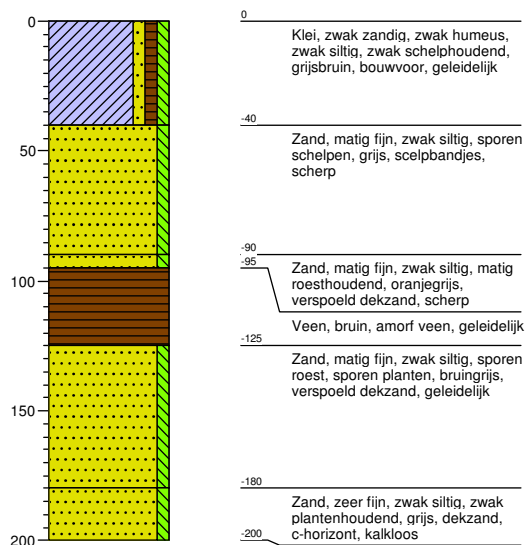 0
50
100
150
200
0
Klei, zwak zandig, zwak humeus,
zwak siltig, zwak schelphoudend,
grijsbruin, bouwvoor, geleidelijk
-40
Zand, matig fijn, zwak siltig, sporen
schelpen, grijs, scelpbandjes,
scherp
-90
-95
Zand, matig fijn, zwak siltig, matig
roesthoudend, oranjegrijs,
verspoeld dekzand, scherp
Veen, bruin, amorf veen, geleidelijk
-125
Zand, matig fijn, zwak siltig, sporen
roest, sporen planten, bruingrijs,
verspoeld dekzand, geleidelijk
-180
Zand, zeer fijn, zwak siltig, zwak
plantenhoudend, grijs, dekzand,
c-horizont, kalkloos
-200